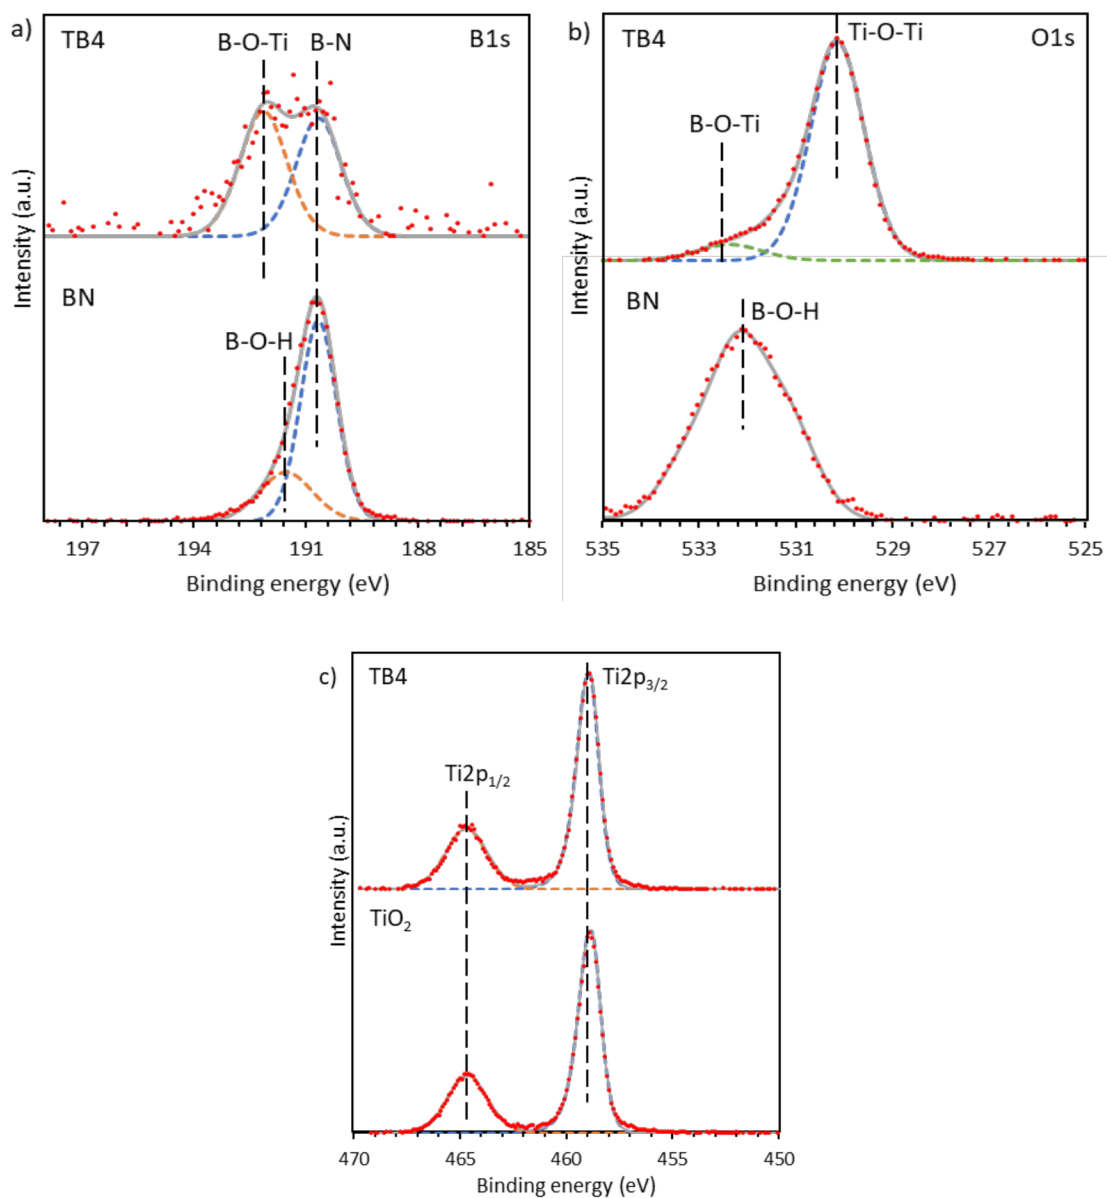 a)
TB4
B-O-Ti
B-N
B1s
BN
B-O-H
Intensity (a.u.)
197 194 191 188 185
Binding energy (eV)
b)
TB4
Ti-O-Ti
O1s
B-O-Ti
BN
B-O-H
Intensity (a.u.)
535 533 531 529 527 525
Binding energy (eV)
c)
TB4
Ti2p3/2
Ti2p1/2
TiO2
Intensity (a.u.)
470 465 460 455 450
Binding energy (eV)